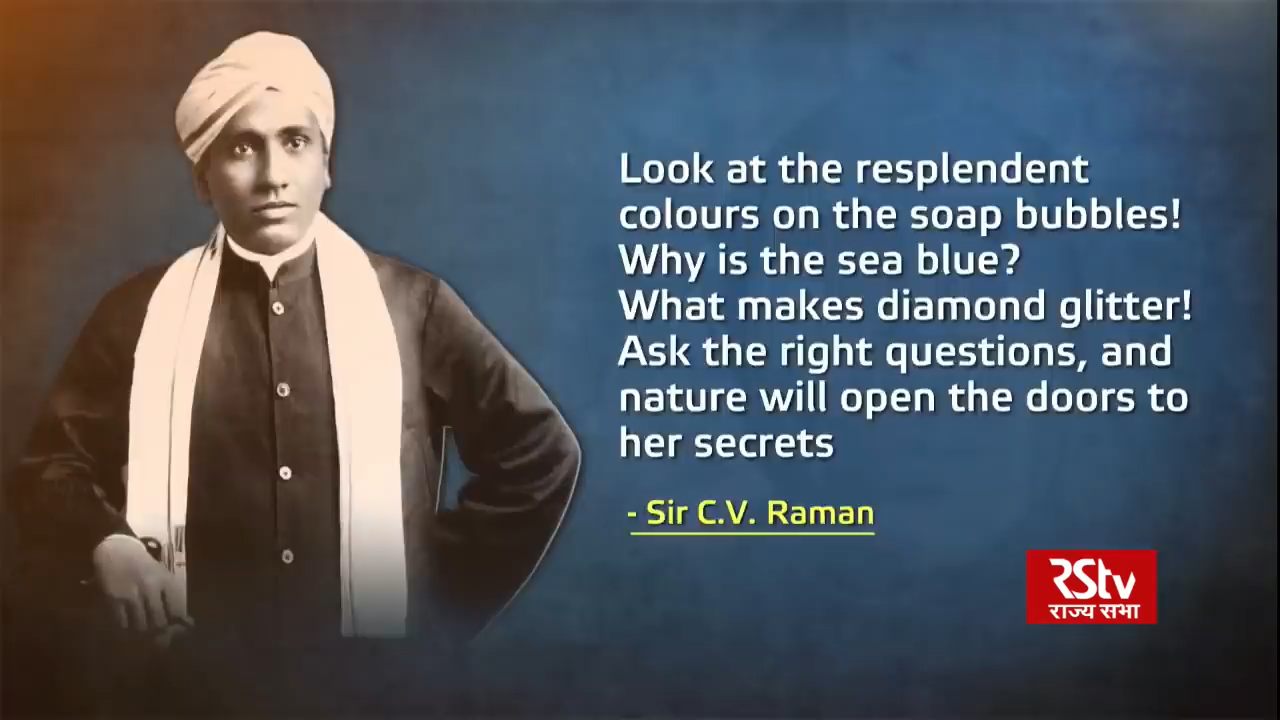 Look at the resplendent
colours on the soap bubbles!
Why is the sea blue?
What makes diamond glitter!
Ask the right questions, and
nature will open the doors to
her secrets
- Sir C.V. Raman
RStv
राज्य सभा